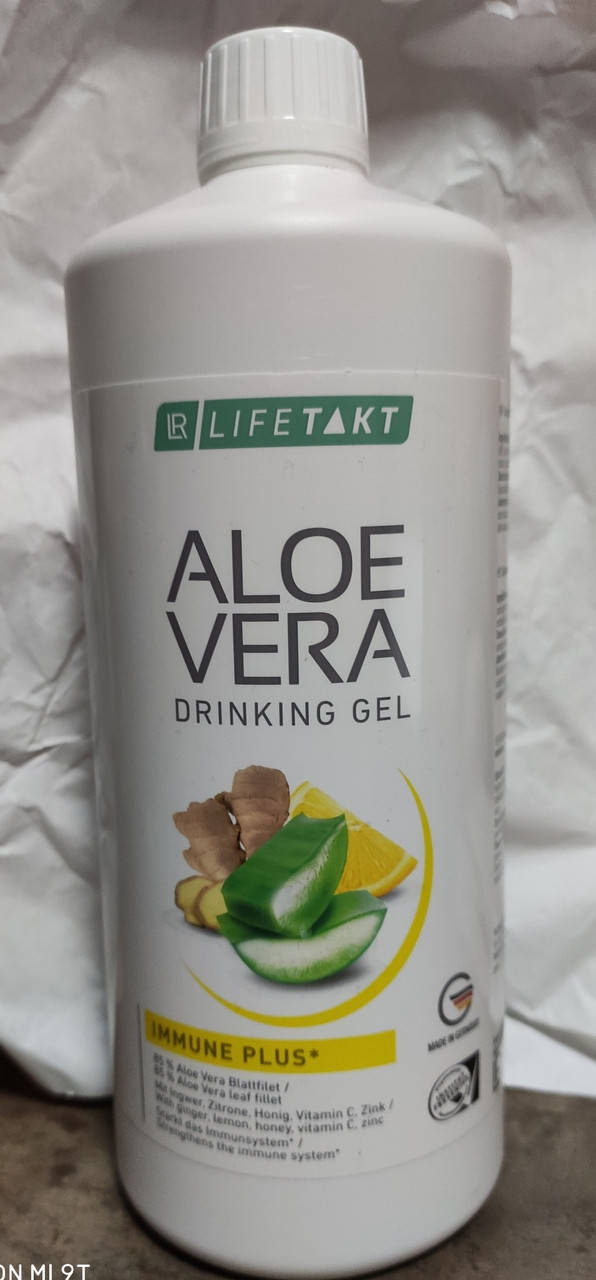 LR LIFETAKT
ALOE
VERA
DRINKING GEL
IMMUNE PLUS*
85 % Aloe Vera Blattfilet /
85 % Aloe Vera leaf fillet
Mit Ingwer, Zitrone, Honig, Vitamin C, Zink /
With ginger, lemon, honey, vitamin C, zinc
Stärkt das Immunsystem* /
Strengthens the immune system*
MADE IN GERMANY
ON MI 9T